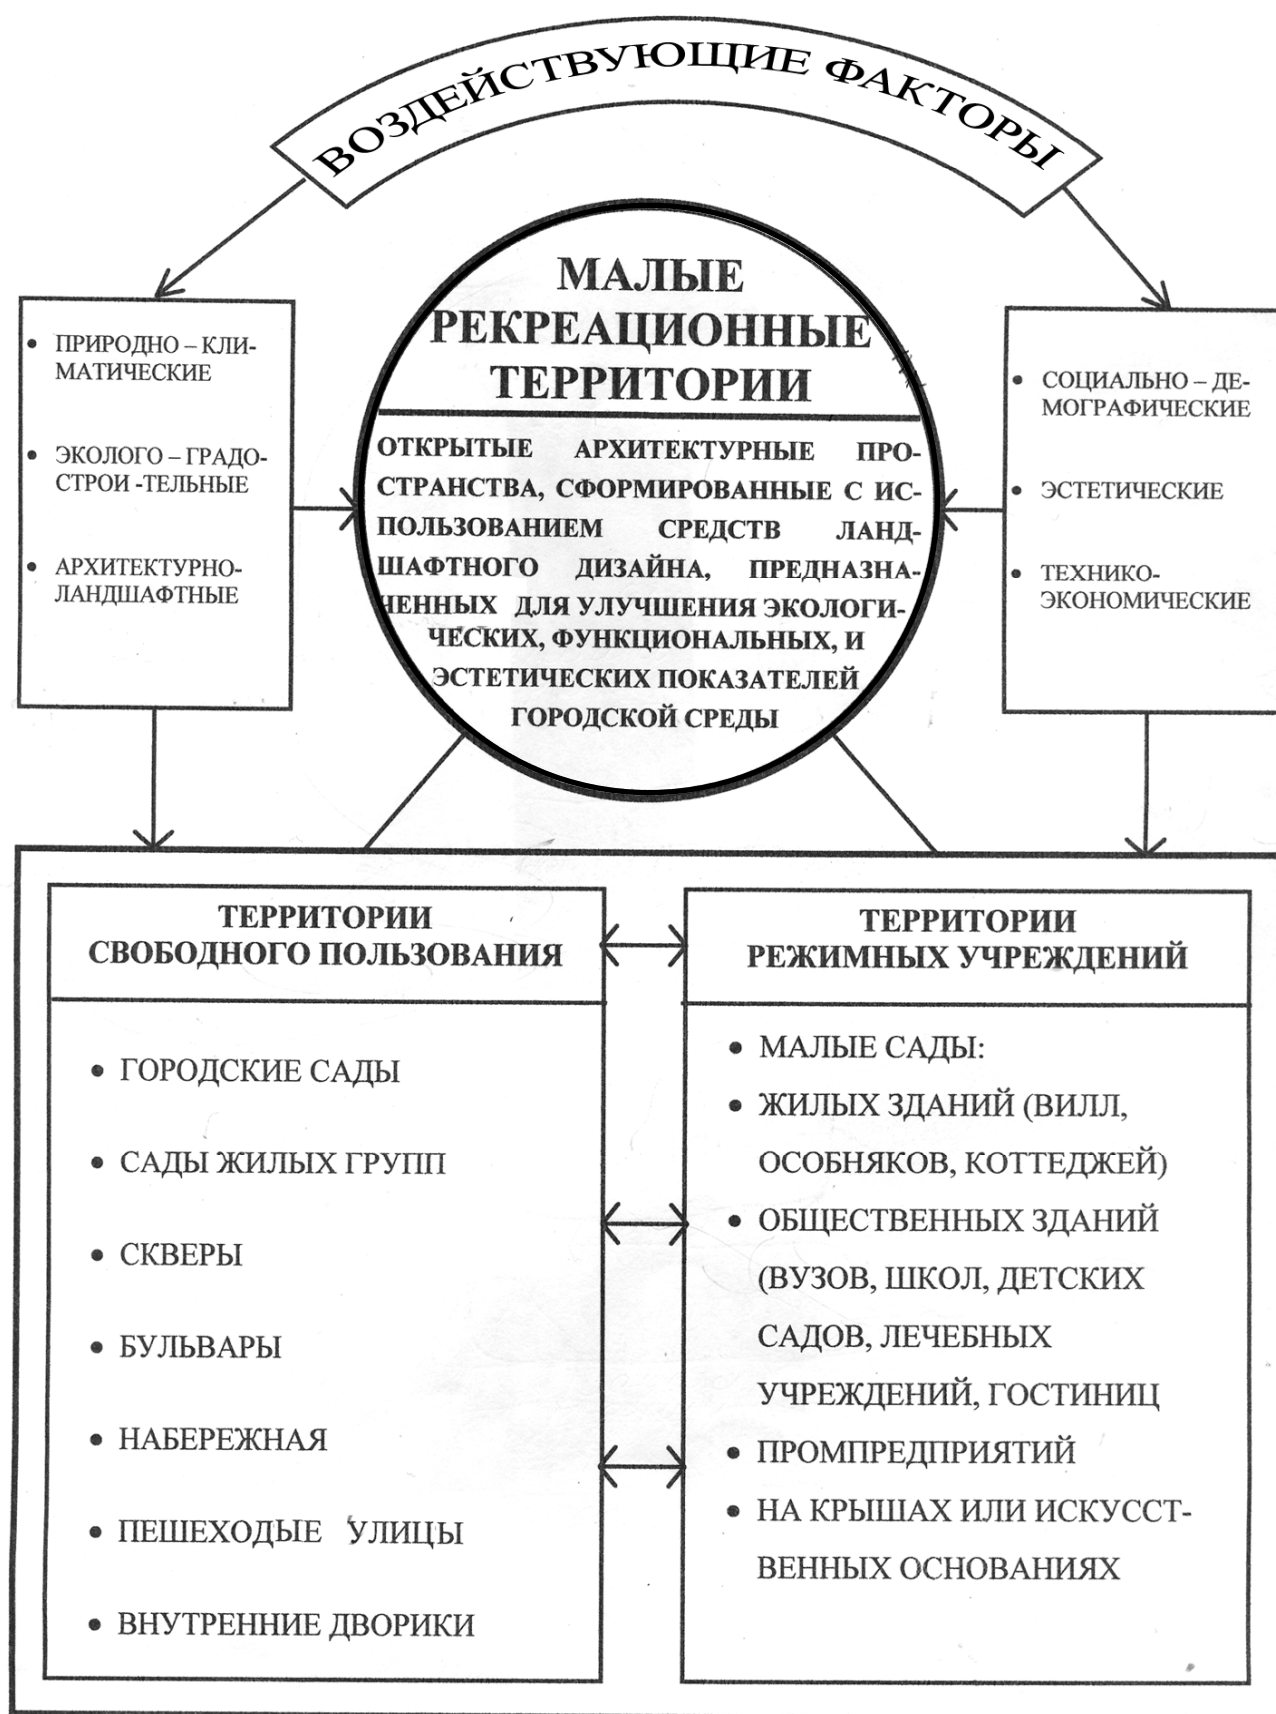 ВОЗДЕЙСТВУЮЩИЕ ФАКТОРЫ
МАЛЫЕ
РЕКРЕАЦИОННЫЕ
ТЕРРИТОРИИ
ОТКРЫТЫЕ АРХИТЕКТУРНЫЕ ПРО-
СТРАНСТВА, СФОРМИРОВАННЫЕ С ИС-
ПОЛЬЗОВАНИЕМ СРЕДСТВ ЛАНД-
ШАФТНОГО ДИЗАЙНА, ПРЕДНАЗНА-
ЧЕННЫХ ДЛЯ УЛУЧШЕНИЯ ЭКОЛОГИ-
ЧЕСКИХ, ФУНКЦИОНАЛЬНЫХ, И
ЭСТЕТИЧЕСКИХ ПОКАЗАТЕЛЕЙ
ГОРОДСКОЙ СРЕДЫ
• ПРИРОДНО – КЛИ-
МАТИЧЕСКИЕ
• ЭКОЛОГО – ГРАДО-
СТРОИ -ТЕЛЬНЫЕ
• АРХИТЕКТУРНО-
ЛАНДШАФТНЫЕ
• СОЦИАЛЬНО – ДЕ-
МОГРАФИЧЕСКИЕ
• ЭСТЕТИЧЕСКИЕ
• ТЕХНИКО-
ЭКОНОМИЧЕСКИЕ
ТЕРРИТОРИИ
СВОБОДНОГО ПОЛЬЗОВАНИЯ
• ГОРОДСКИЕ САДЫ
• САДЫ ЖИЛЫХ ГРУПП
• СКВЕРЫ
• БУЛЬВАРЫ
• НАБЕРЕЖНАЯ
• ПЕШЕХОДЫЕ УЛИЦЫ
• ВНУТРЕННИЕ ДВОРИКИ
ТЕРРИТОРИИ
РЕЖИМНЫХ УЧРЕЖДЕНИЙ
• МАЛЫЕ САДЫ:
• ЖИЛЫХ ЗДАНИЙ (ВИЛЛ,
ОСОБНЯКОВ, КОТТЕДЖЕЙ)
• ОБЩЕСТВЕННЫХ ЗДАНИЙ
(ВУЗОВ, ШКОЛ, ДЕТСКИХ
САДОВ, ЛЕЧЕБНЫХ
УЧРЕЖДЕНИЙ, ГОСТИНИЦ
• ПРОМПРЕДПРИЯТИЙ
• НА КРЫШАХ ИЛИ ИСКУССТ-
ВЕННЫХ ОСНОВАНИЯХ